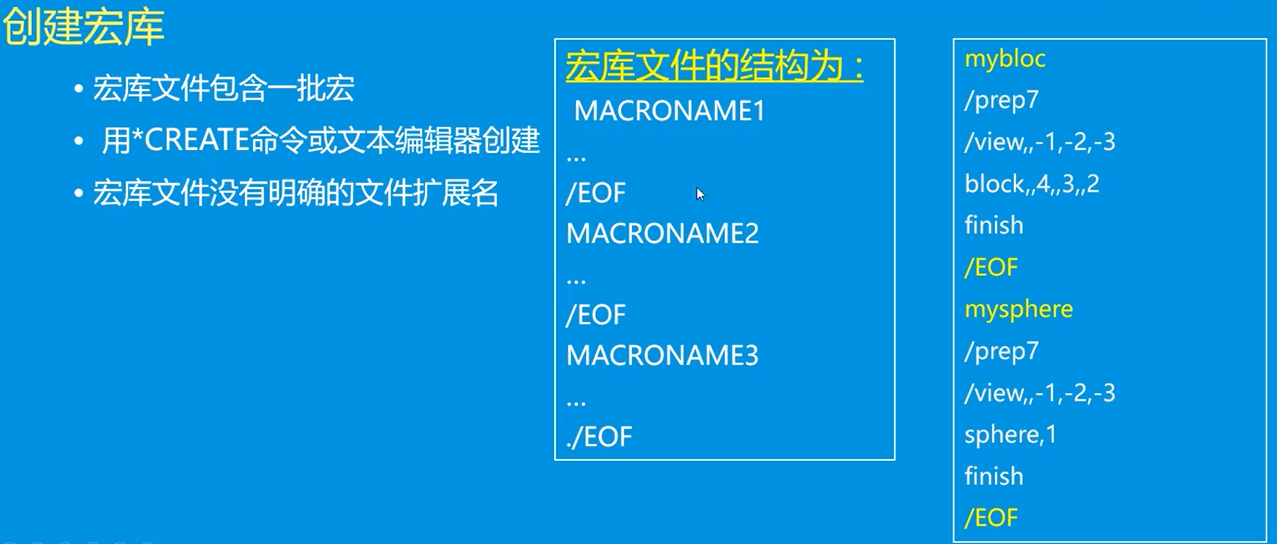 创建宏库
• 宏库文件包含一批宏
• 用*CREATE命令或文本编辑器创建
• 宏库文件没有明确的文件扩展名
宏库文件的结构为：
MACRONAME1
...
/EOF
MACRONAME2
...
/EOF
MACRONAME3
...
./EOF
mybloc
/prep7
/view,,-1,-2,-3
block,,4,,3,,2
finish
/EOF
mysphere
/prep7
/view,,-1,-2,-3
sphere,1
finish
/EOF